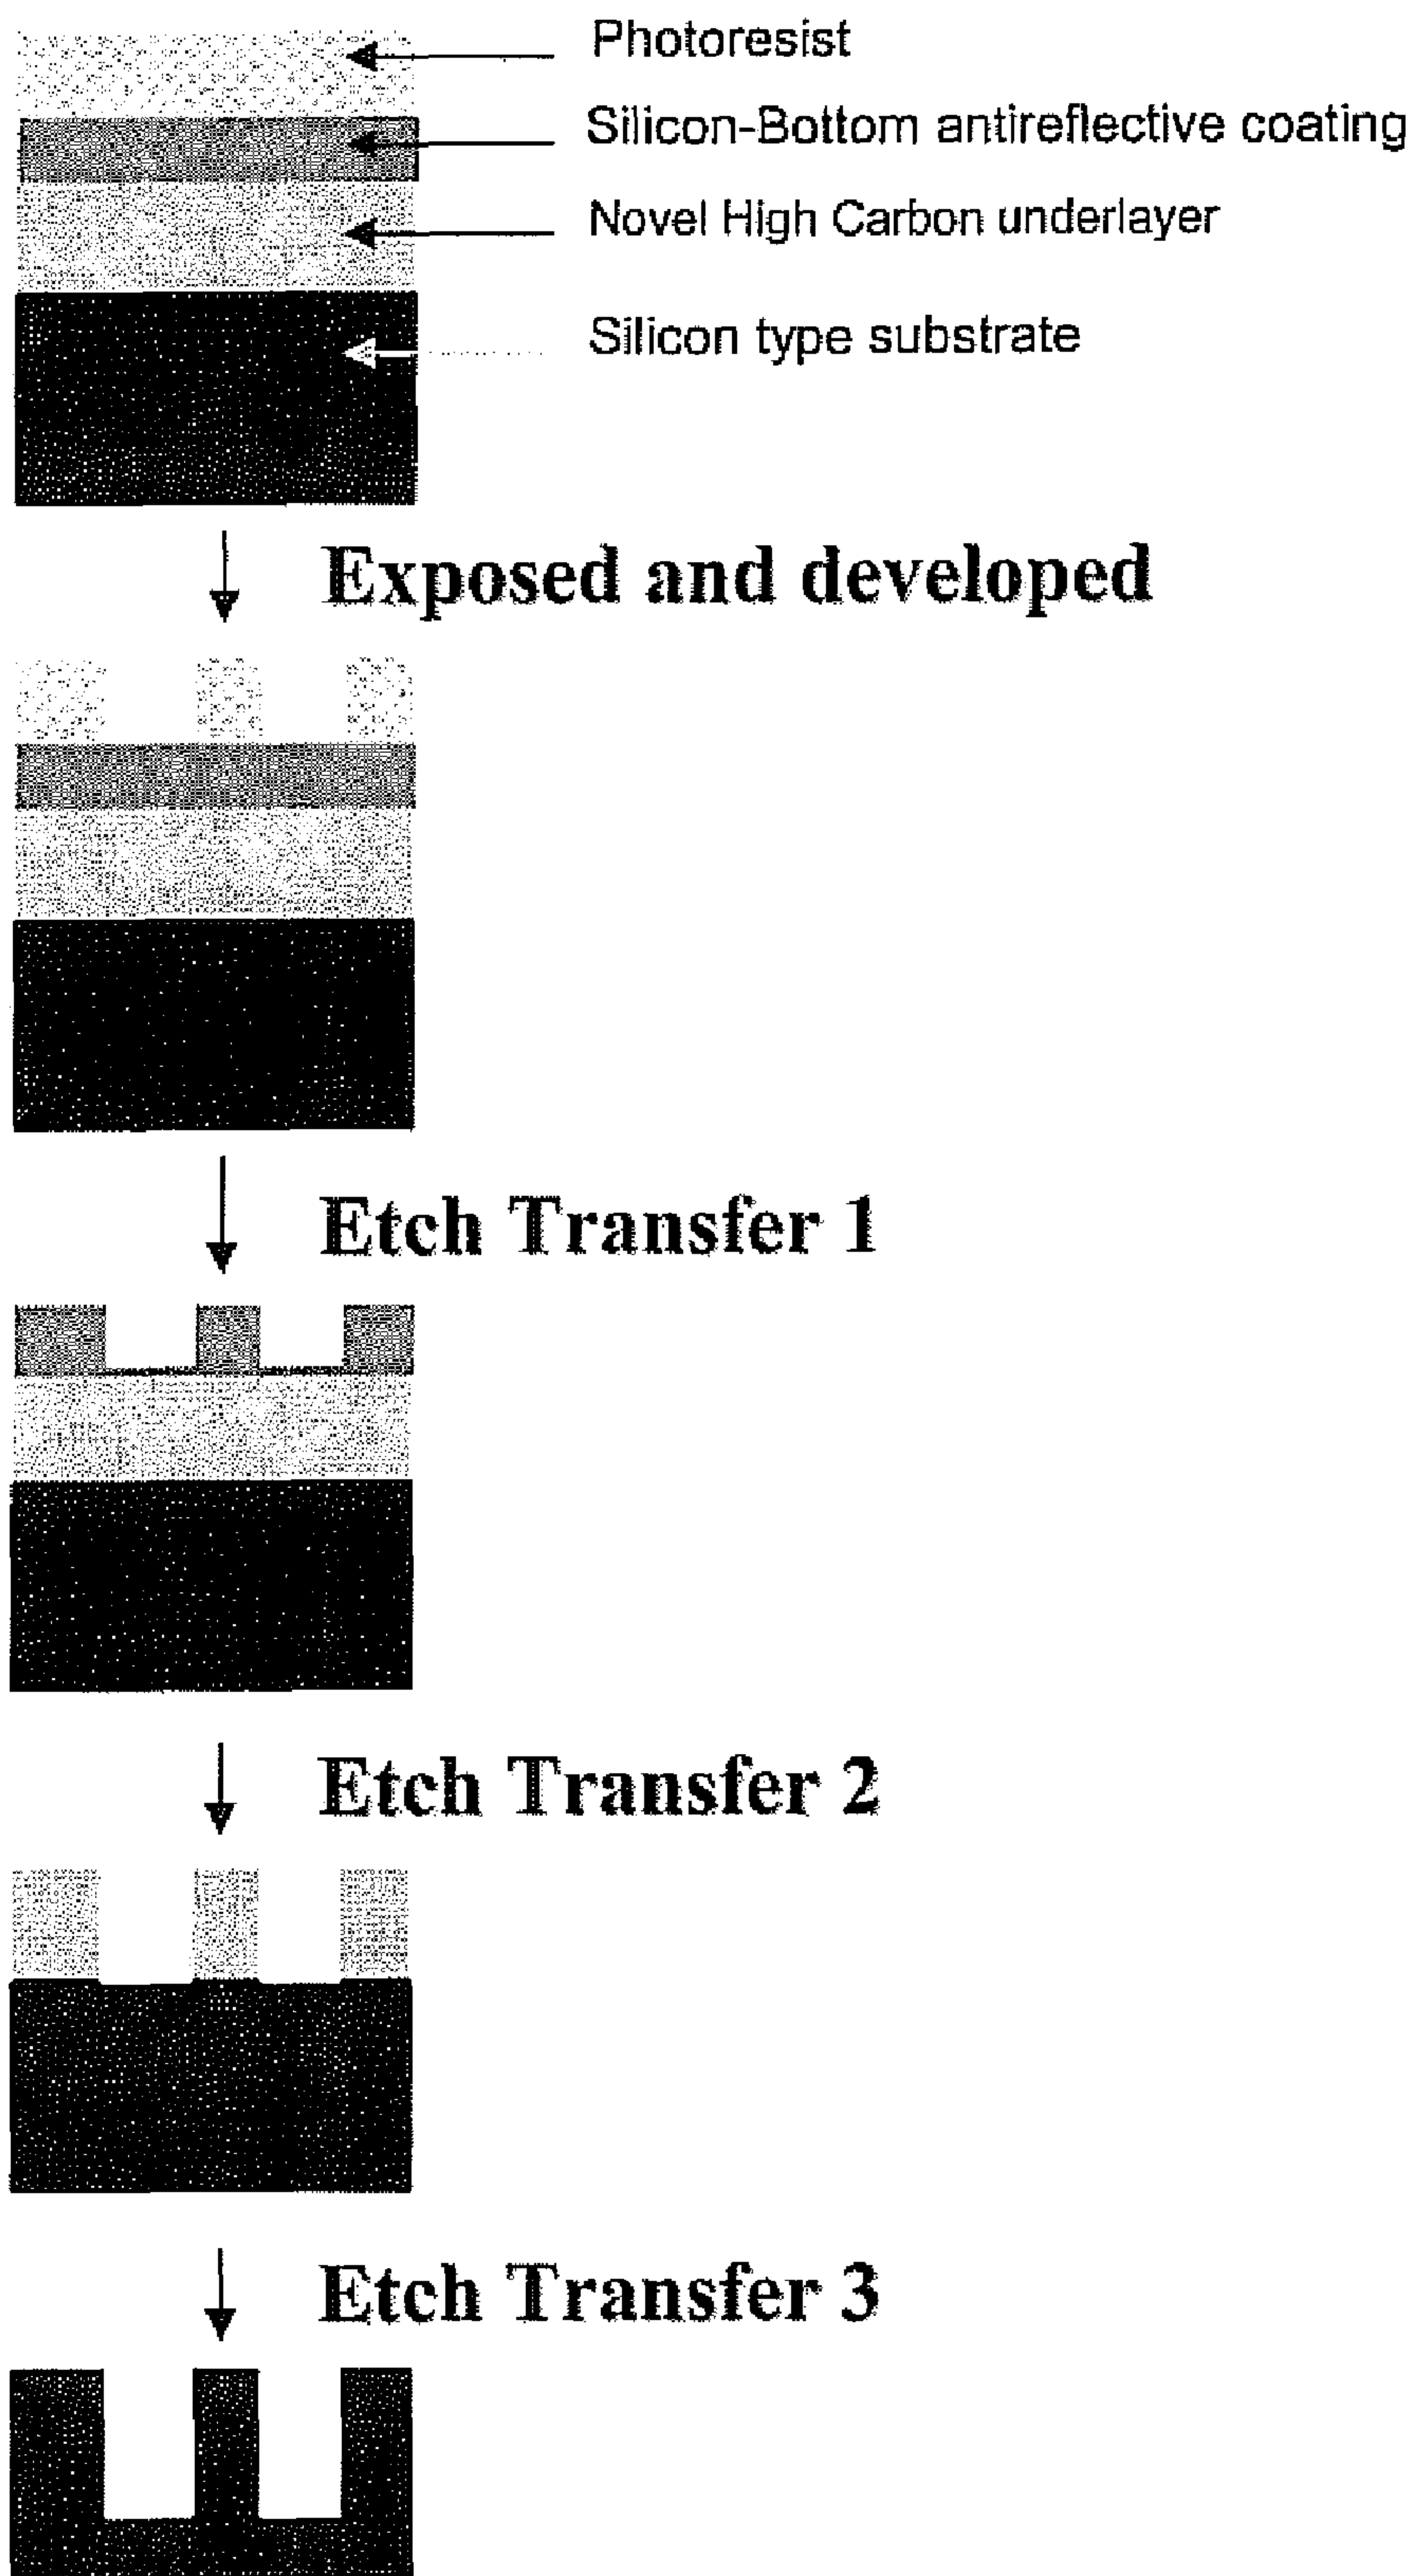 Photoresist
Silicon-Bottom antireflective coating
Novel High Carbon underlayer
Silicon type substrate
Exposed and developed
Etch Transfer 1
Etch Transfer 2
Etch Transfer 3